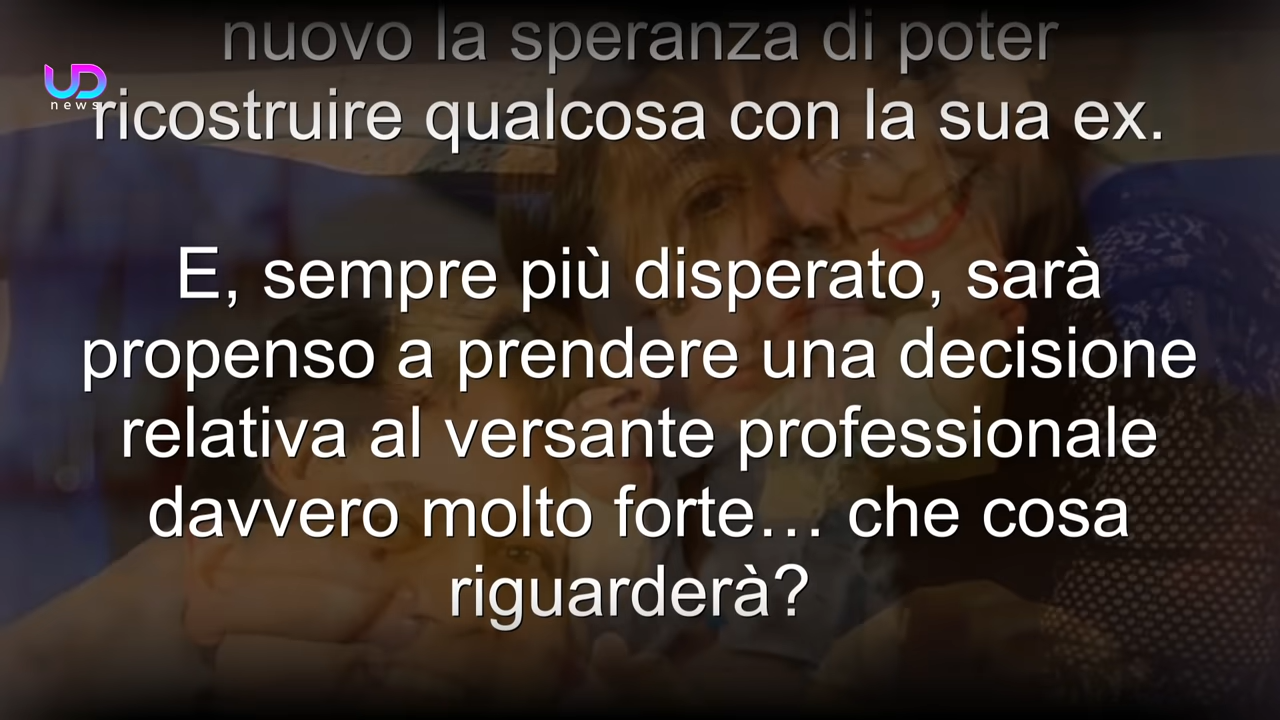 nuovo la speranza di poter
UD
news
ricostruire qualcosa con la sua ex.
E, sempre più disperato, sarà
propenso a prendere una decisione
relativa al versante professionale
davvero molto forte… che cosa
riguarderà?